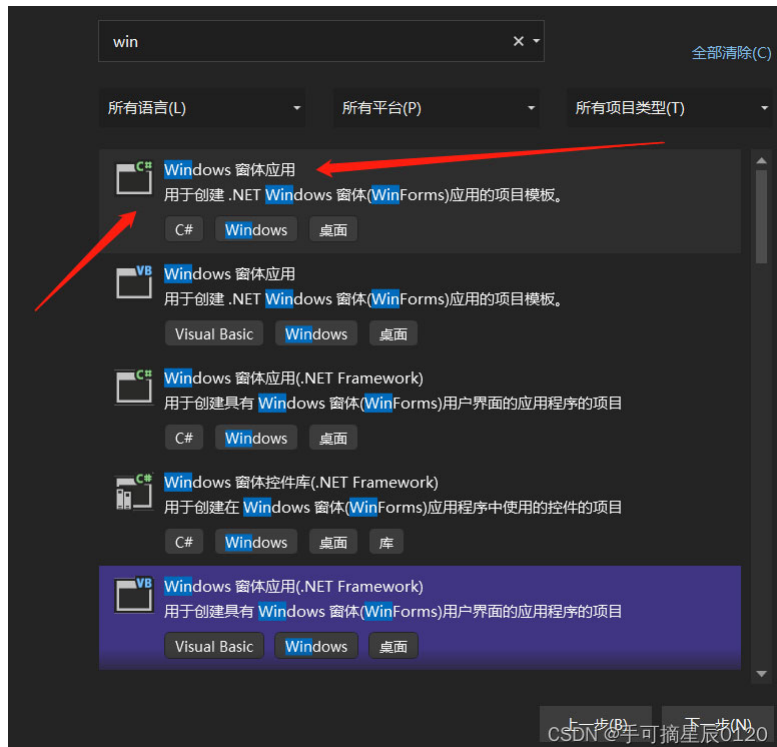 win
全部清除(C)
所有语言(L) 所有平台(P) 所有项目类型(T)
C#
Windows 窗体应用
用于创建 .NET Windows 窗体(WinForms)应用的项目模板。
C# Windows 桌面
VB
Windows 窗体应用
用于创建 .NET Windows 窗体(WinForms)应用的项目模板。
Visual Basic Windows 桌面
C#
Windows 窗体应用(.NET Framework)
用于创建具有 Windows 窗体(WinForms)用户界面的应用程序的项目
C# Windows 桌面
C#
Windows 窗体控件库(.NET Framework)
用于创建在 Windows 窗体(WinForms)应用程序中使用的控件的项目
C# Windows 桌面 库
VB
Windows 窗体应用(.NET Framework)
用于创建具有 Windows 窗体(WinForms)用户界面的应用程序的项目
Visual Basic Windows 桌面
上一步(B) 下一步(N)
CSDN @手可摘星辰0120